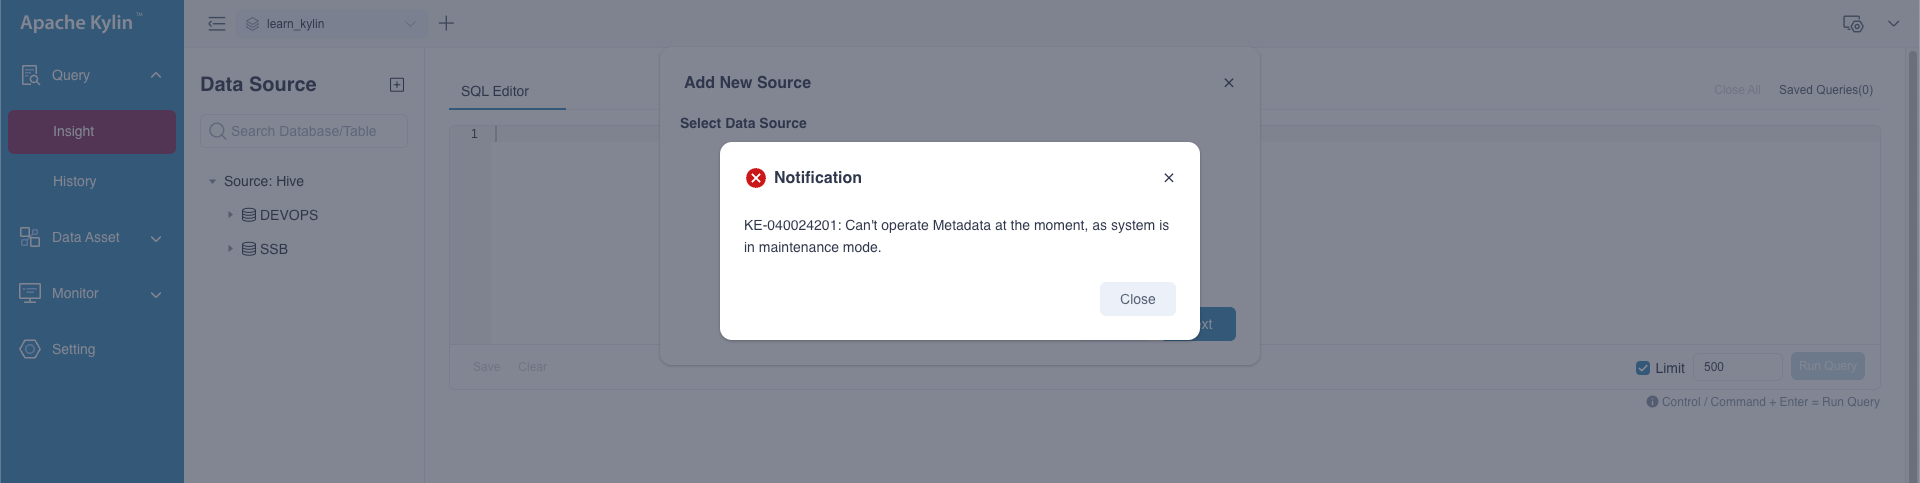 Apache Kylin™
learn_kylin
Query
Insight
History
Data Asset
Monitor
Setting
Data Source
Search Database/Table
Source: Hive
DEVOPS
SSB
SQL Editor
Close All
Saved Queries(0)
1
Add New Source
Select Data Source
Notification
KE-040024201: Can't operate Metadata at the moment, as system is
in maintenance mode.
Close
xt
Save
Clear
Limit
500
Run Query
Control / Command + Enter = Run Query